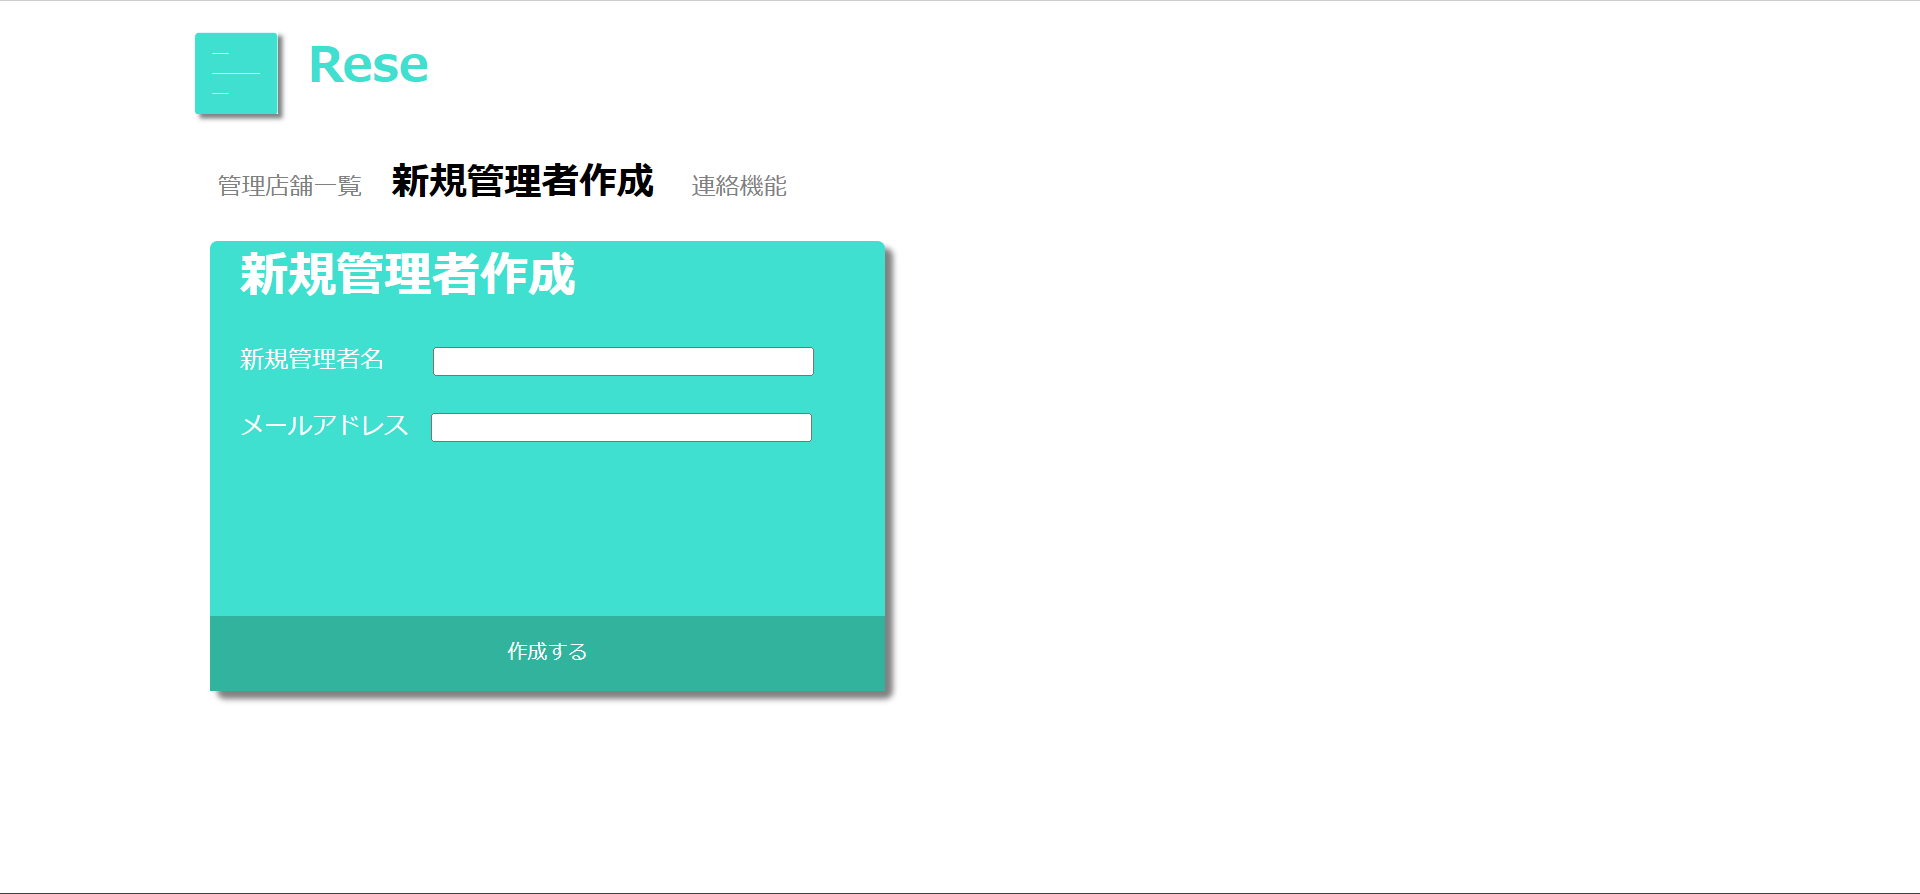 Rese
管理店舗一覧 新規管理者作成 連絡機能
新規管理者作成
新規管理者名
メールアドレス
作成する